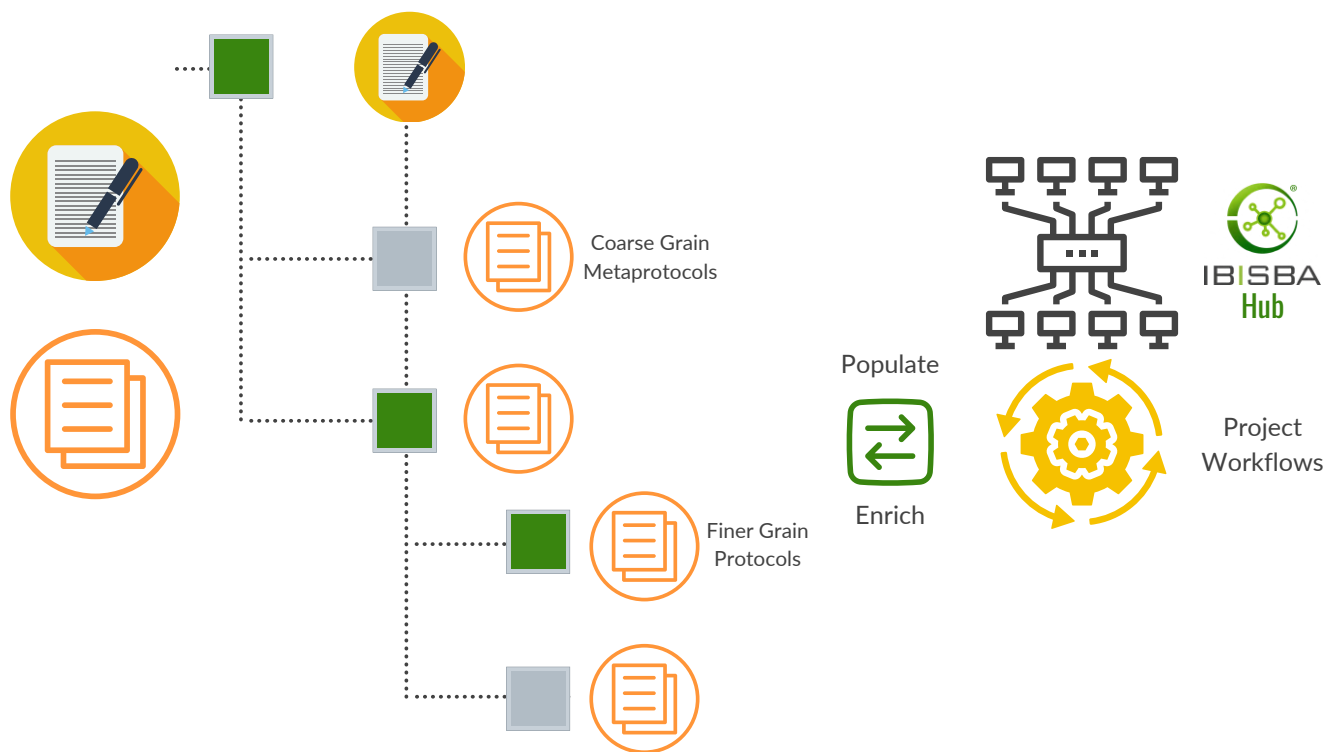 Coarse Grain
Metaprotocols
®
IBISBA
Hub
Populate
Enrich
Project
Workflows
Finer Grain
Protocols